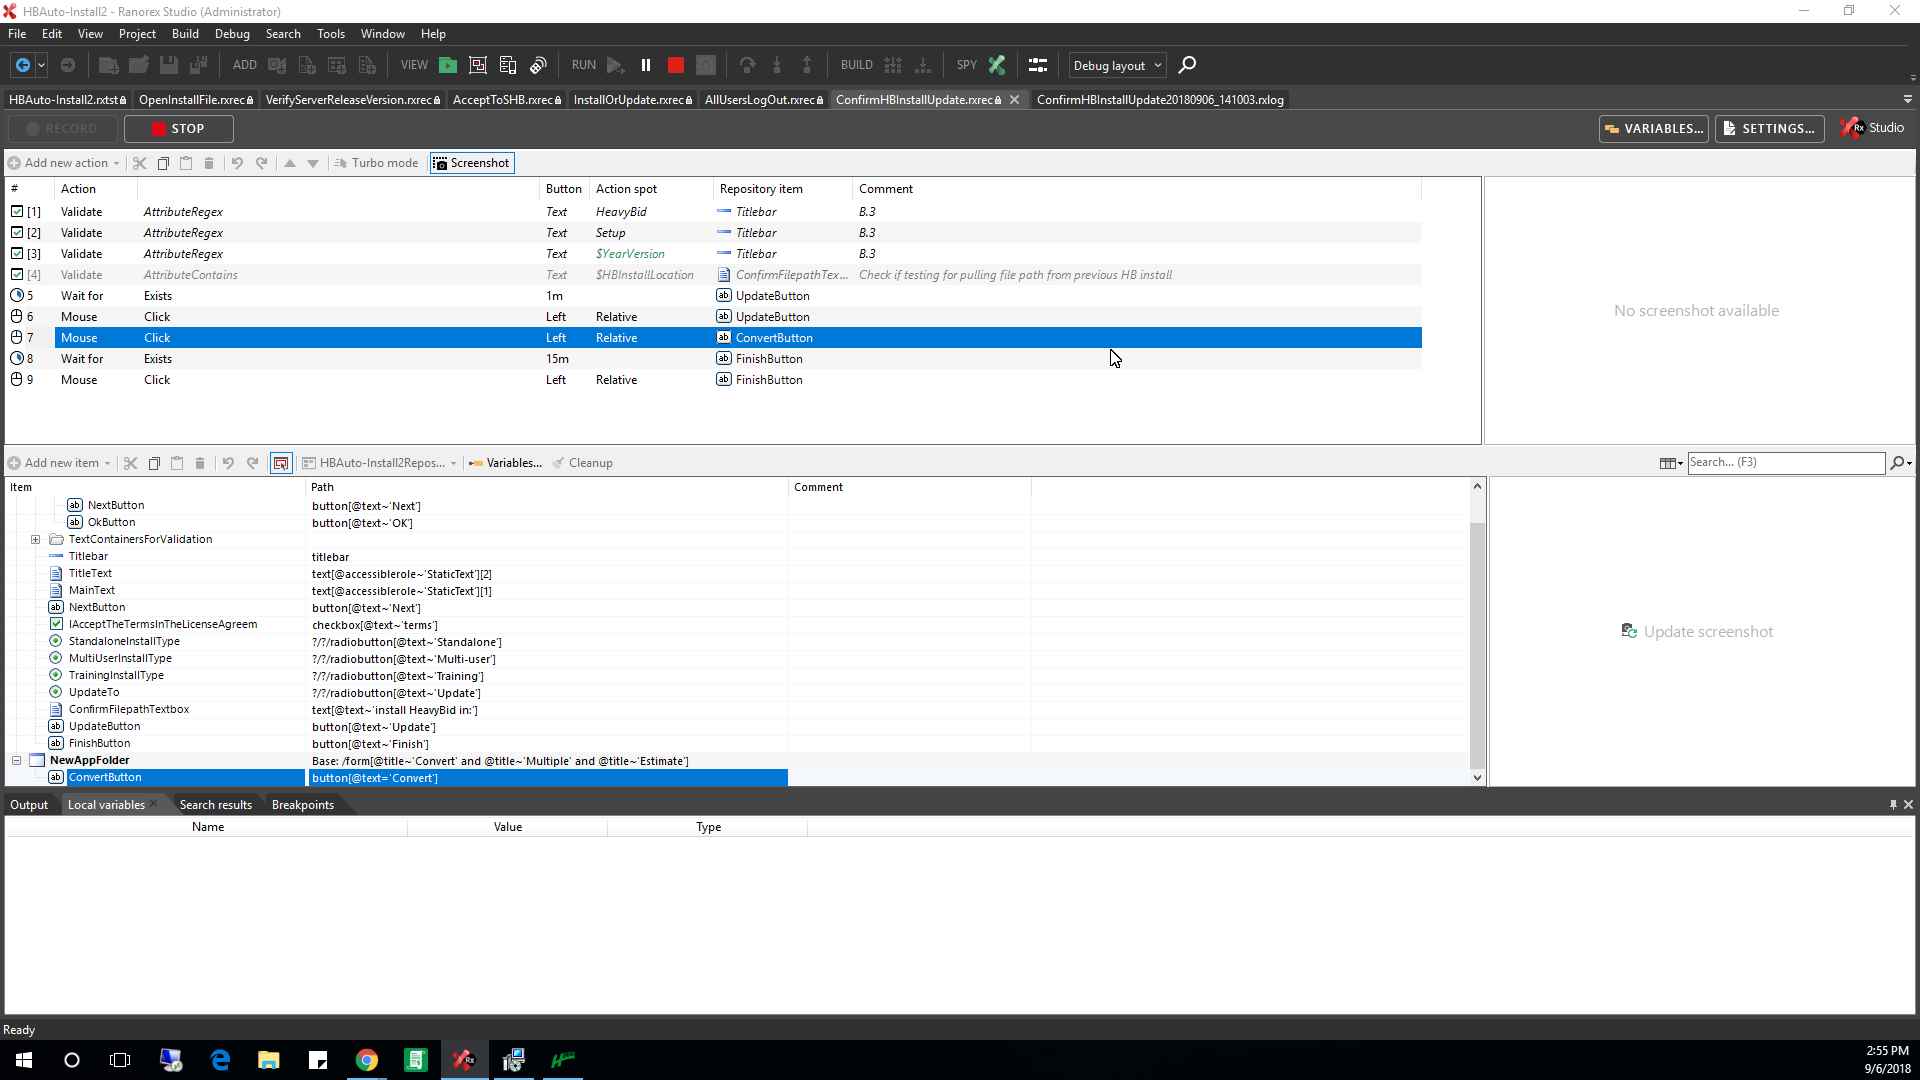 HBAuto-Install2 - Ranorex Studio (Administrator)
File Edit View Project Build Debug Search Tools Window Help
ADD VIEW RUN BUILD SPY Debug layout
HBAuto-Install2.rxtst OpenInstallFile.rxrec VerifyServerReleaseVersion.rxrec AcceptToSHB.rxrec InstallOrUpdate.rxrec AllUsersLogOut.rxrec ConfirmHBInstallUpdate.rxrec ConfirmHBInstallUpdate20180906_141003.rxlog
RECORD STOP VARIABLES... SETTINGS... Rx Studio
Add new action Turbo mode Screenshot
# Action Button Action spot Repository item Comment
[1] Validate AttributeRegex Text HeavyBid Titlebar B.3
[2] Validate AttributeRegex Text Setup Titlebar B.3
[3] Validate AttributeRegex Text $YearVersion Titlebar B.3
[4] Validate AttributeContains Text $HBInstallLocation ConfirmFilepathTex... Check if testing for pulling file path from previous HB install
5 Wait for Exists 1m ab UpdateButton
6 Mouse Click Left Relative ab UpdateButton
7 Mouse Click Left Relative ab ConvertButton
8 Wait for Exists 15m ab FinishButton
9 Mouse Click Left Relative ab FinishButton
No screenshot available
Add new item HBAuto-Install2Repos... Variables... Cleanup Search... (F3)
Item Path Comment
ab NextButton button[@text~'Next']
ab OkButton button[@text~'OK']
TextContainersForValidation
Titlebar titlebar
TitleText text[@accessiblerole~'StaticText'][2]
MainText text[@accessiblerole~'StaticText'][1]
ab NextButton button[@text~'Next']
IAcceptTheTermsInTheLicenseAgreem checkbox[@text~'terms']
StandaloneInstallType ?/?/radiobutton[@text~'Standalone']
MultiUserInstallType ?/?/radiobutton[@text~'Multi-user']
TrainingInstallType ?/?/radiobutton[@text~'Training']
UpdateTo ?/?/radiobutton[@text~'Update']
ConfirmFilepathTextbox text[@text~'install HeavyBid in:']
ab UpdateButton button[@text~'Update']
ab FinishButton button[@text~'Finish']
NewAppFolder Base: /form[@title~'Convert' and @title~'Multiple' and @title~'Estimate']
ab ConvertButton button[@text='Convert']
Update screenshot
Output Local variables Search results Breakpoints
Name Value Type
Ready
2:55 PM
9/6/2018